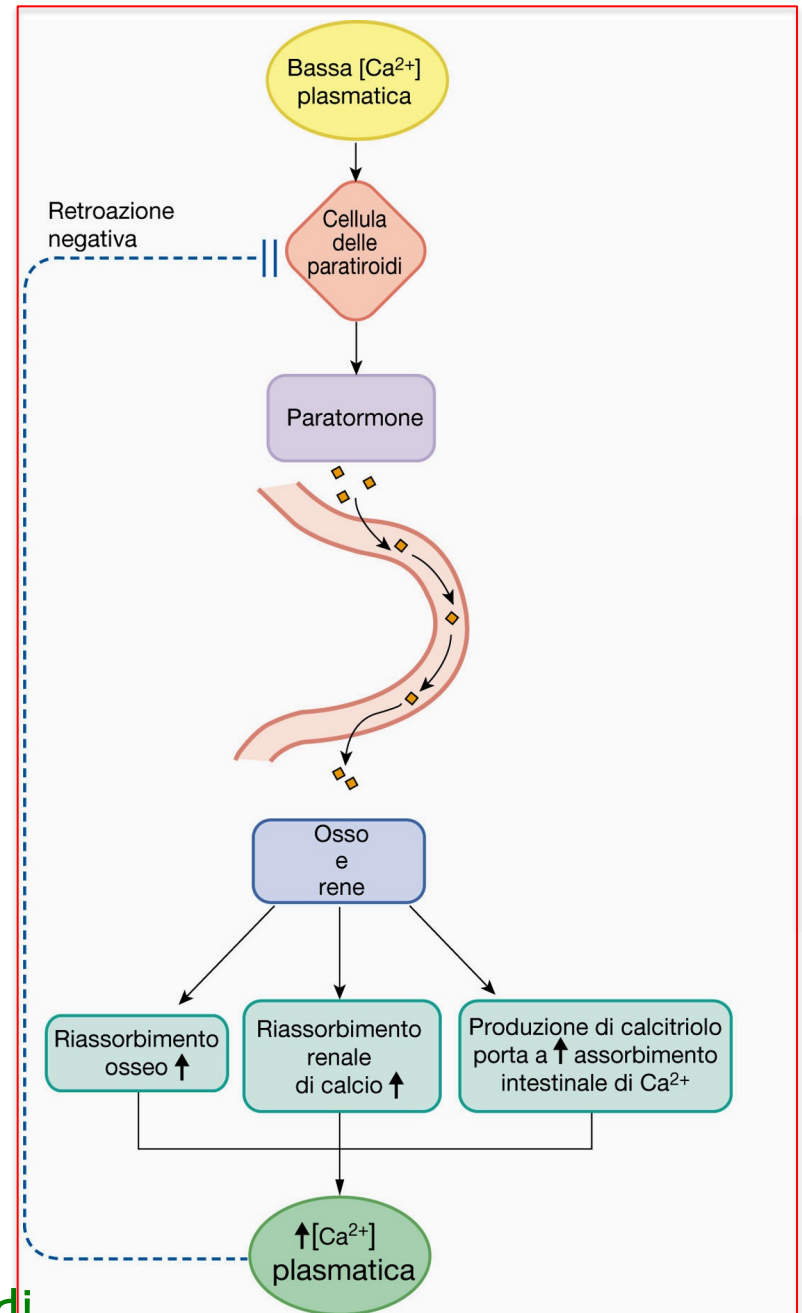 Bassa [Ca²⁺]
plasmatica
Retroazione
negativa
Cellula
delle
paratiroidi
Paratormone
Osso
e
rene
Riassorbimento
osseo ↑
Riassorbimento
renale
di calcio ↑
Produzione di calcitriolo
porta a ↑ assorbimento
intestinale di Ca²⁺
↑[Ca²⁺]
plasmatica
di